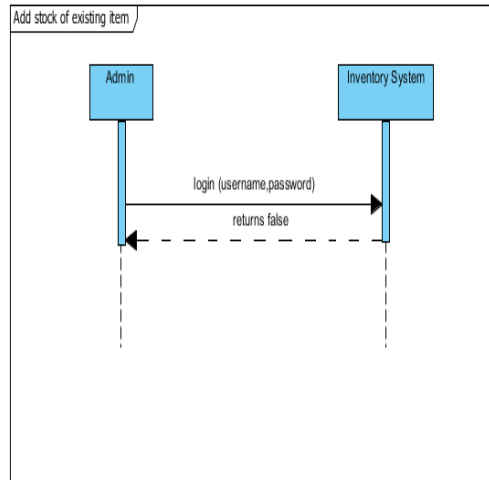 Add stock of existing item
Admin
Inventory System
login (username,password)
returns false